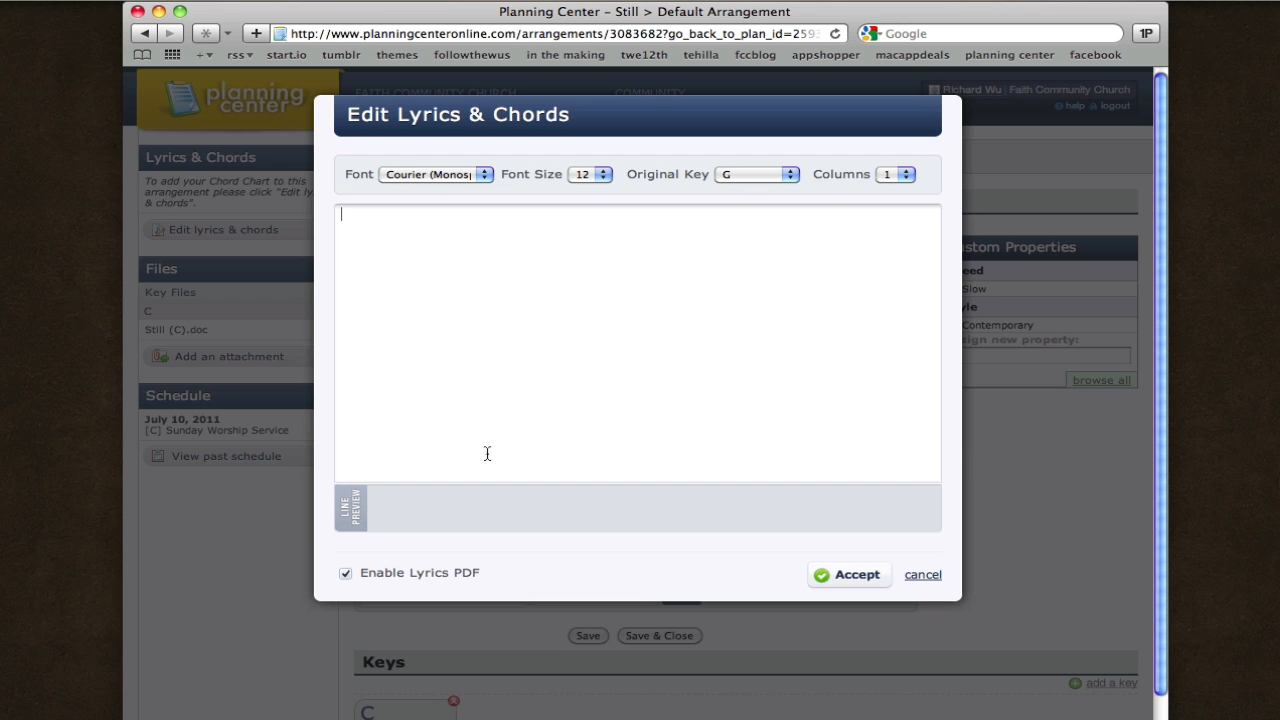 Planning Center – Still > Default Arrangement
http://www.planningcenteronline.com/arrangements/3083682?go_back_to_plan_id=259
Google
1P
rss
start.io
tumblr
themes
followthewus
in the making
twe12th
tehilla
fccblog
appshopper
macappdeals
planning center
facebook
planning
center
FAITH COMMUNITY CHURCH
COMMUNITY
Richard Wu | Faith Community Church
help
logout
Edit Lyrics & Chords
Font
Courier (Monosp
Font Size
12
Original Key
G
Columns
1
Lyrics & Chords
To add your Chord Chart to this
arrangement please click "Edit ly
& chords".
Edit lyrics & chords
Files
Key Files
C
Still (C).doc
Add an attachment
Schedule
July 10, 2011
[C] Sunday Worship Service
View past schedule
ustom Properties
eed
Slow
yle
Contemporary
sign new property:
browse all
LINE
PREVIEW
Enable Lyrics PDF
Accept
cancel
Save
Save & Close
Keys
add a key
C